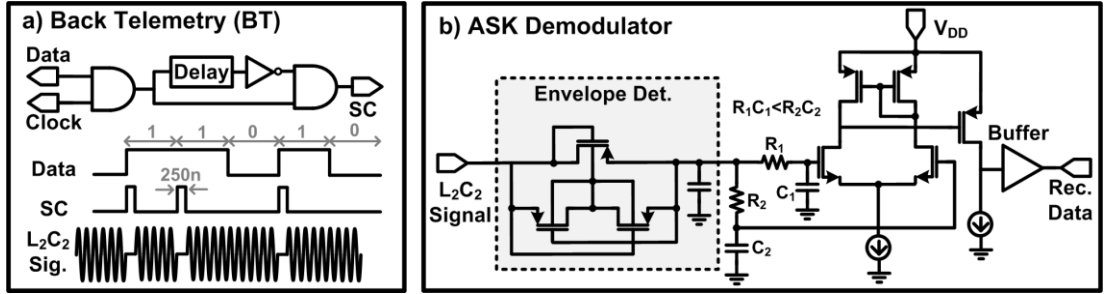 a) Back Telemetry (BT)
Data
Delay
Clock
SC
1 1 0 1 0
Data
250n
SC
L₂C₂
Sig.
b) ASK Demodulator
V_DD
Envelope Det.
R₁C₁<R₂C₂
Buffer
R₁
L₂C₂
Signal
C₁
R₂
Rec.
Data
C₂